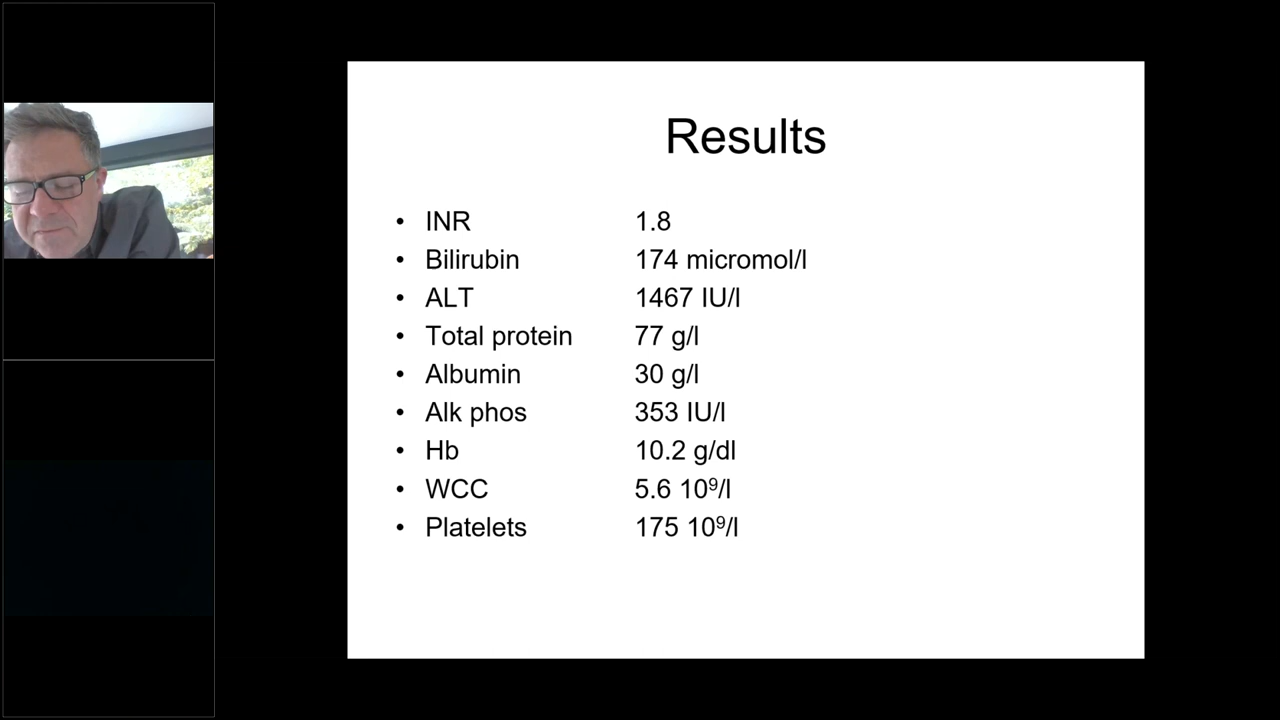 Results
• INR 1.8
• Bilirubin 174 micromol/l
• ALT 1467 IU/l
• Total protein 77 g/l
• Albumin 30 g/l
• Alk phos 353 IU/l
• Hb 10.2 g/dl
• WCC 5.6 10⁹/l
• Platelets 175 10⁹/l